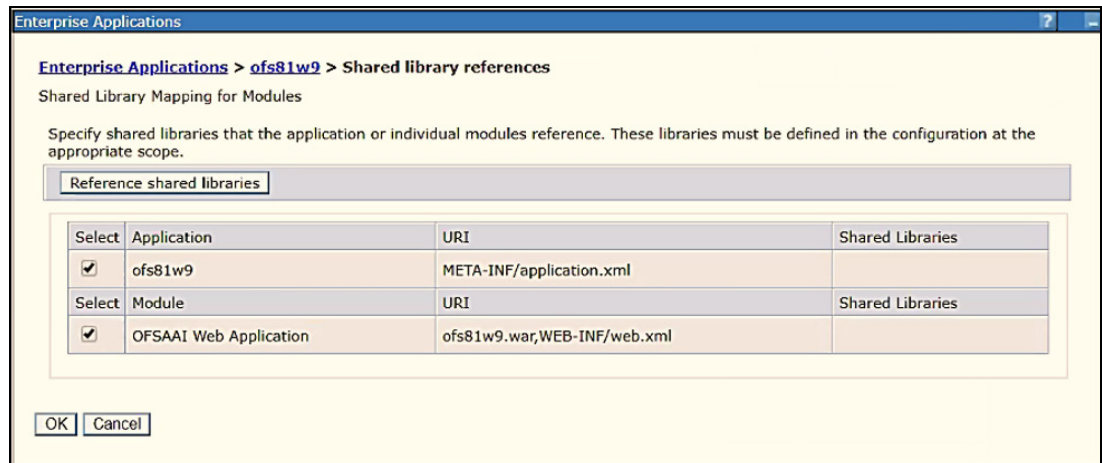 Enterprise Applications ? -
Enterprise Applications > ofs81w9 > Shared library references
Shared Library Mapping for Modules
Specify shared libraries that the application or individual modules reference. These libraries must be defined in the configuration at the
appropriate scope.
Reference shared libraries
Select Application URI Shared Libraries
ofs81w9 META-INF/application.xml
Select Module URI Shared Libraries
OFSAAI Web Application ofs81w9.war,WEB-INF/web.xml
OK Cancel